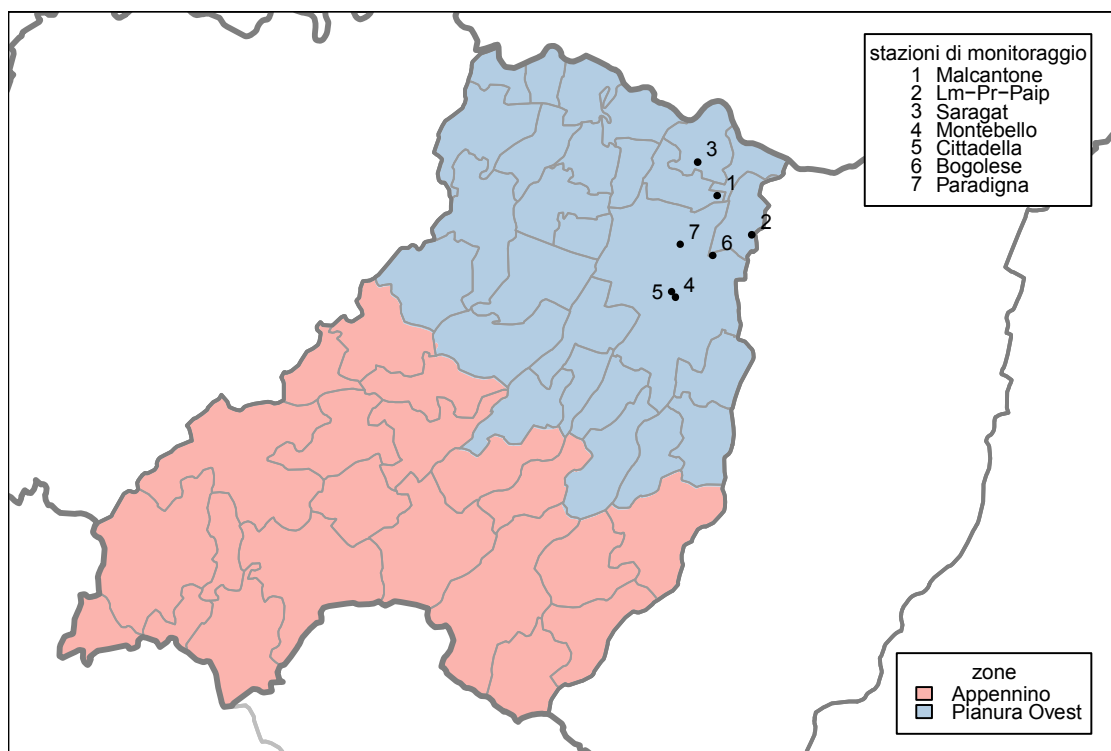 stazioni di monitoraggio
1 Malcantone
2 Lm−Pr−Paip
3 Saragat
4 Montebello
5 Cittadella
6 Bogolese
7 Paradigna
3
1
2
7
6
5
4
zone
Appennino
Pianura Ovest